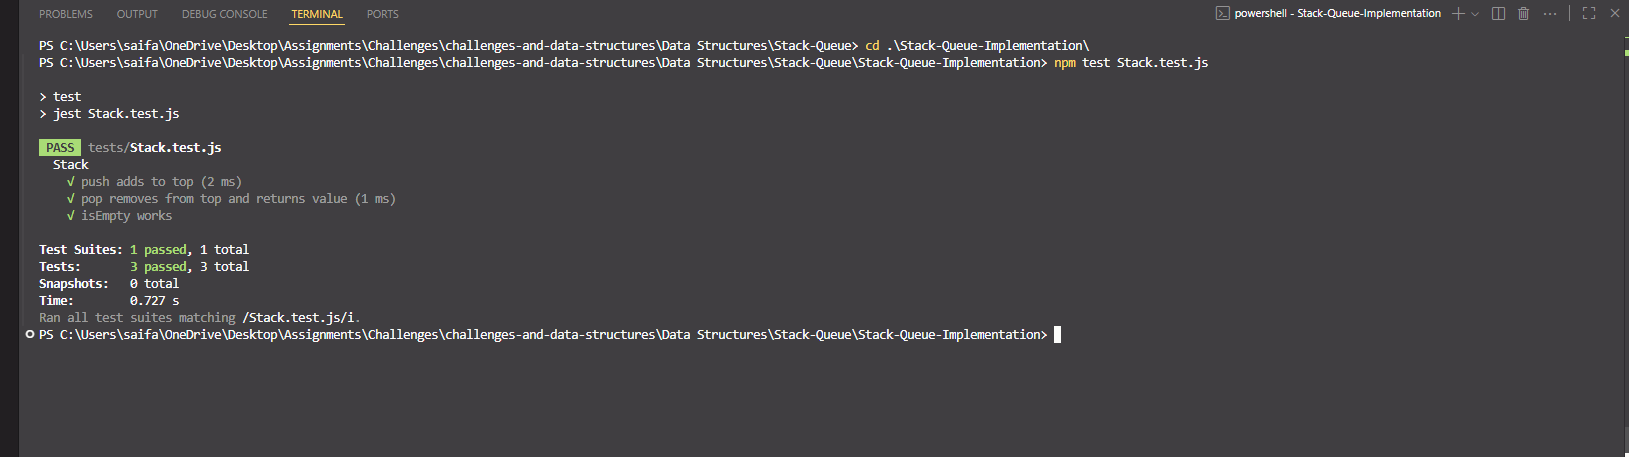 PROBLEMS OUTPUT DEBUG CONSOLE TERMINAL PORTS powershell - Stack-Queue-Implementation
PS C:\Users\saifa\OneDrive\Desktop\Assignments\Challenges\challenges-and-data-structures\Data Structures\Stack-Queue> cd .\Stack-Queue-Implementation\
PS C:\Users\saifa\OneDrive\Desktop\Assignments\Challenges\challenges-and-data-structures\Data Structures\Stack-Queue\Stack-Queue-Implementation> npm test Stack.test.js
> test
> jest Stack.test.js
PASS tests/Stack.test.js
Stack
√ push adds to top (2 ms)
√ pop removes from top and returns value (1 ms)
√ isEmpty works
Test Suites: 1 passed, 1 total
Tests: 3 passed, 3 total
Snapshots: 0 total
Time: 0.727 s
Ran all test suites matching /Stack.test.js/i.
PS C:\Users\saifa\OneDrive\Desktop\Assignments\Challenges\challenges-and-data-structures\Data Structures\Stack-Queue\Stack-Queue-Implementation>